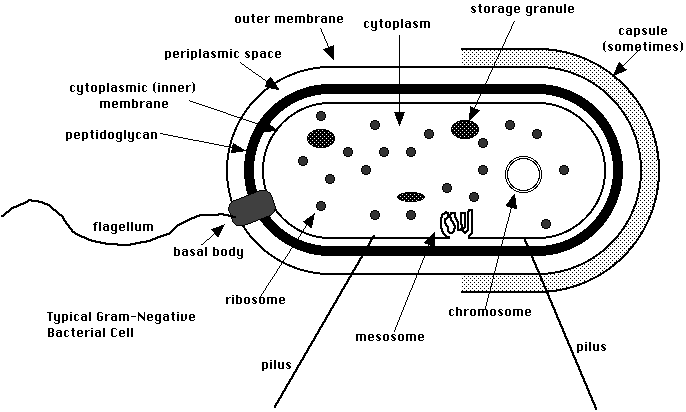 storage granule
outer membrane
cytoplasm
capsule
(sometimes)
periplasmic space
cytoplasmic (inner)
membrane
peptidoglycan
flagellum
basal body
ribosome
mesosome
chromosome
Typical Gram-Negative
Bacterial Cell
pilus
pilus